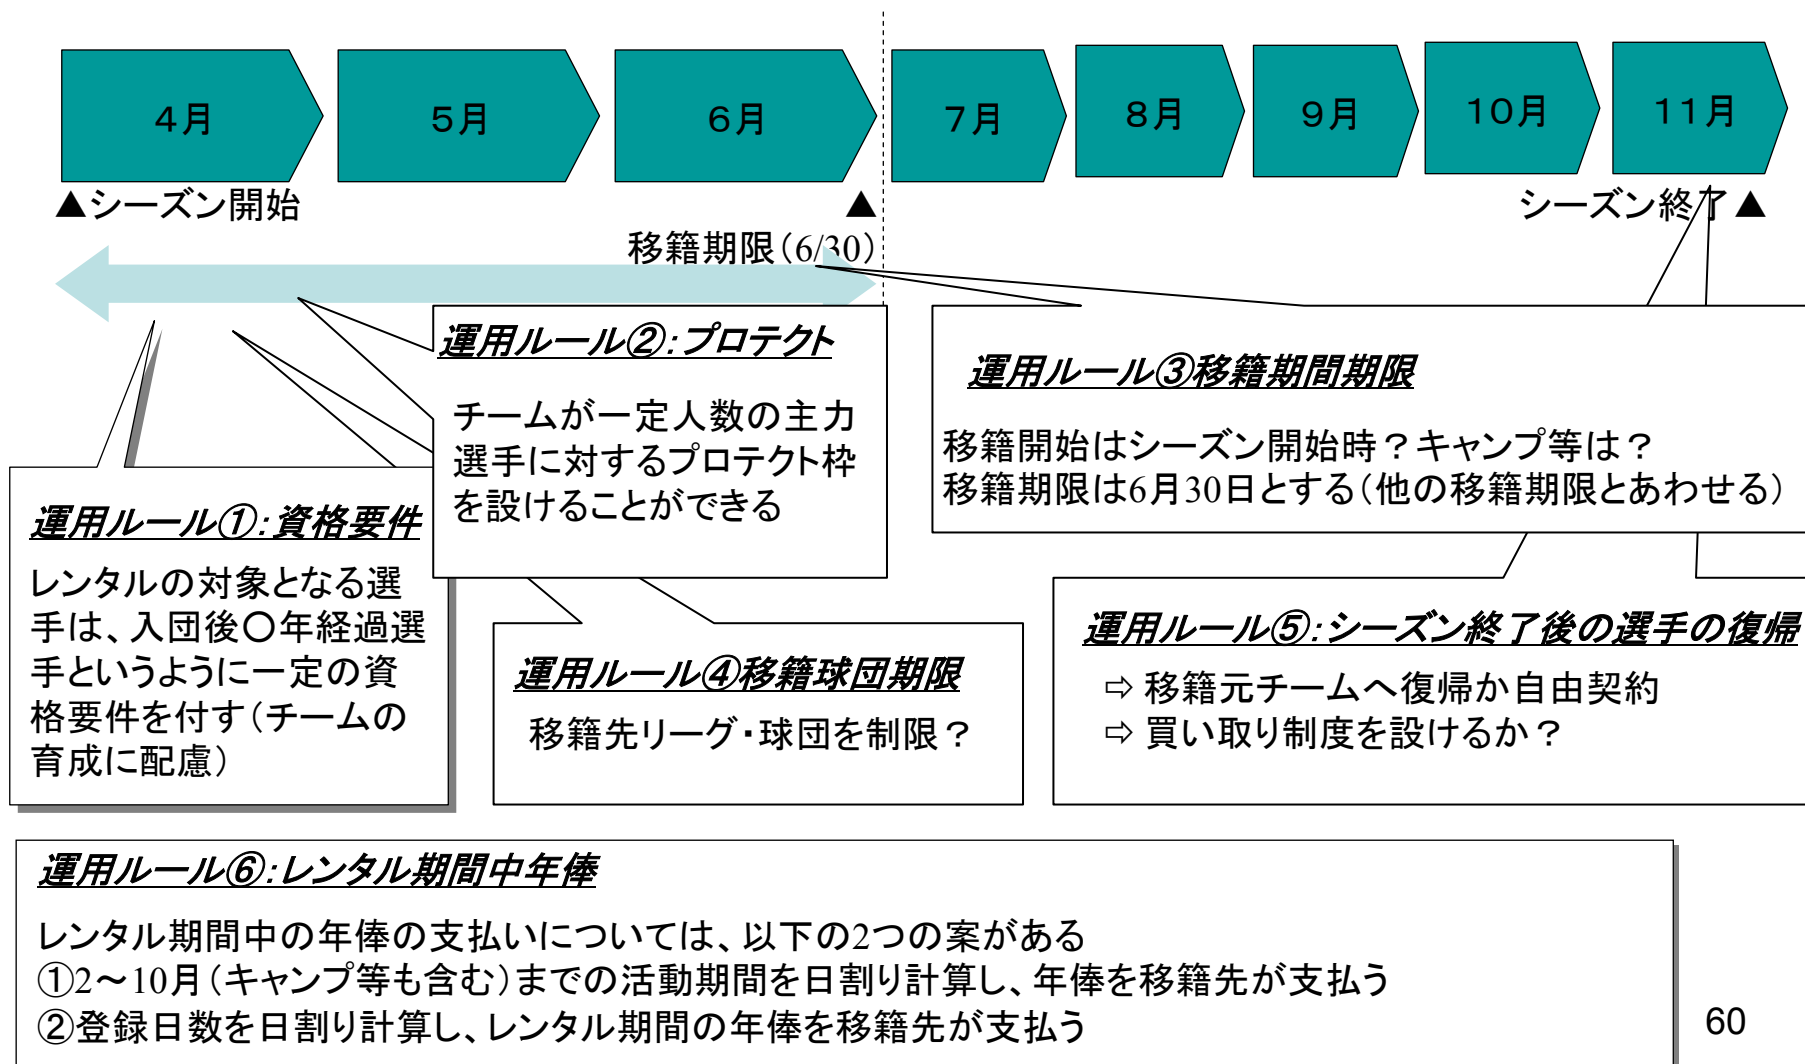 ４月
５月
６月
７月
８月
９月
１０月
１１月
▲シーズン開始
▲
シーズン終了▲
移籍期限（6/30）
運用ルール②：プロテクト
チームが一定人数の主力
選手に対するプロテクト枠
を設けることができる
運用ルール③移籍期間期限
移籍開始はシーズン開始時？キャンプ等は？
移籍期限は6月30日とする（他の移籍期限とあわせる）
運用ルール①：資格要件
レンタルの対象となる選
手は、入団後〇年経過選
手というように一定の資
格要件を付す（チームの
育成に配慮）
運用ルール④移籍球団期限
移籍先リーグ・球団を制限？
運用ルール⑤：シーズン終了後の選手の復帰
⇨ 移籍元チームへ復帰か自由契約
⇨ 買い取り制度を設けるか？
運用ルール⑥：レンタル期間中年俸
レンタル期間中の年俸の支払いについては、以下の2つの案がある
①2～10月（キャンプ等も含む）までの活動期間を日割り計算し、年俸を移籍先が支払う
②登録日数を日割り計算し、レンタル期間の年俸を移籍先が支払う
60